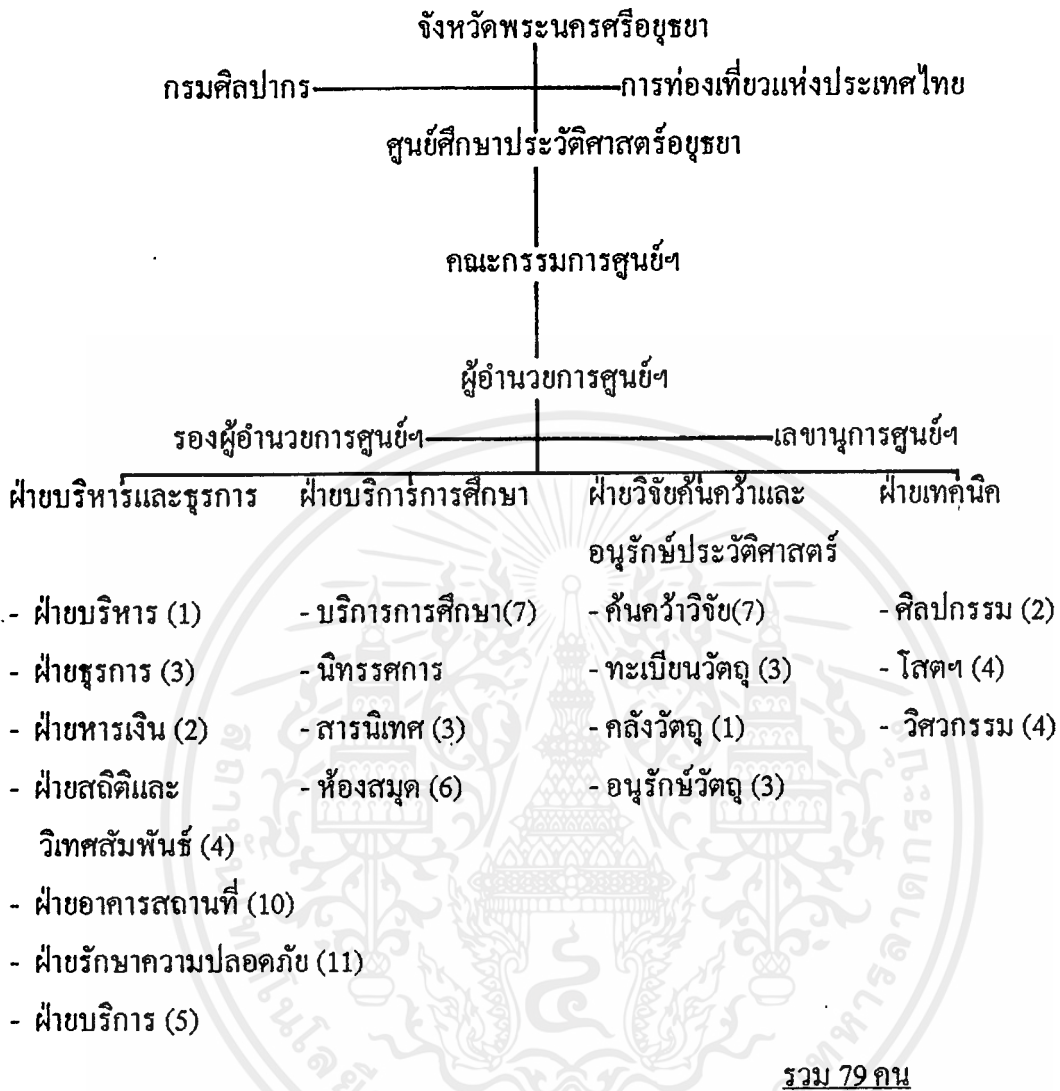 จังหวัดพระนครศรีอยุธยา
กรมศิลปากร การท่องเที่ยวแห่งประเทศไทย
ศูนย์ศึกษาประวัติศาสตร์อยุธยา
คณะกรรมการศูนย์ฯ
ผู้อำนวยการศูนย์ฯ
รองผู้อำนวยการศูนย์ฯ เลขานุการศูนย์ฯ
ฝ่ายบริหารและธุรการ ฝ่ายบริการการศึกษา ฝ่ายวิจัยค้นคว้าและ ฝ่ายเทคนิค
อนุรักษ์ประวัติศาสตร์
- ฝ่ายบริหาร (1) - บริการการศึกษา(7) - ค้นคว้าวิจัย(7) - ศิลปกรรม (2)
- ฝ่ายธุรการ (3) - นิทรรศการ - ทะเบียนวัตถุ (3) - โสตฯ (4)
- ฝ่ายหารเงิน (2) - สารนิเทศ (3) - คลังวัตถุ (1) - วิศวกรรม (4)
- ฝ่ายสถิติและ - ห้องสมุด (6) - อนุรักษ์วัตถุ (3)
วิเทศสัมพันธ์ (4)
- ฝ่ายอาคารสถานที่ (10)
- ฝ่ายรักษาความปลอดภัย (11)
- ฝ่ายบริการ (5)
รวม 79 คน